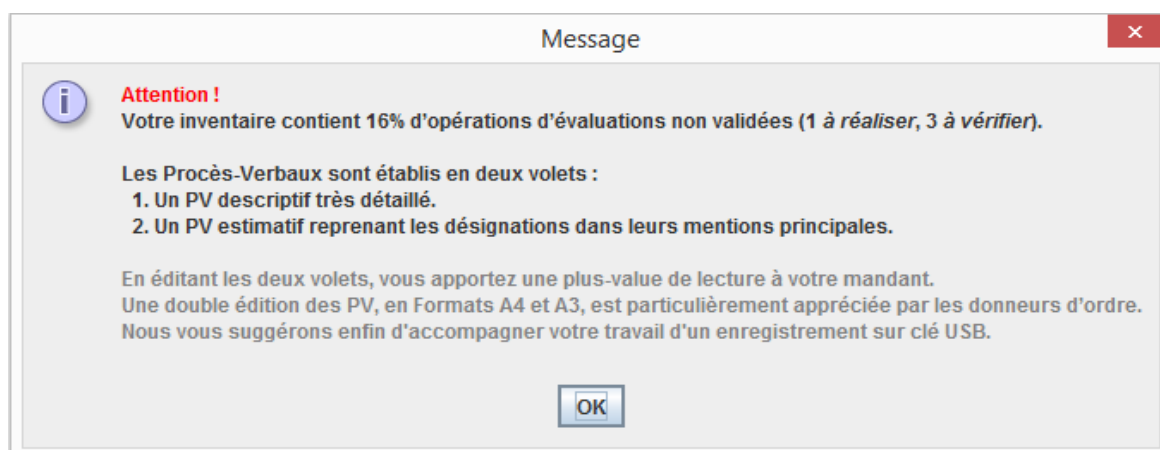 Message
Attention !
Votre inventaire contient 16% d'opérations d'évaluations non validées (1 à réaliser, 3 à vérifier).
Les Procès-Verbaux sont établis en deux volets :
1. Un PV descriptif très détaillé.
2. Un PV estimatif reprenant les désignations dans leurs mentions principales.
En éditant les deux volets, vous apportez une plus-value de lecture à votre mandant.
Une double édition des PV, en Formats A4 et A3, est particulièrement appréciée par les donneurs d'ordre.
Nous vous suggérons enfin d'accompagner votre travail d'un enregistrement sur clé USB.
OK